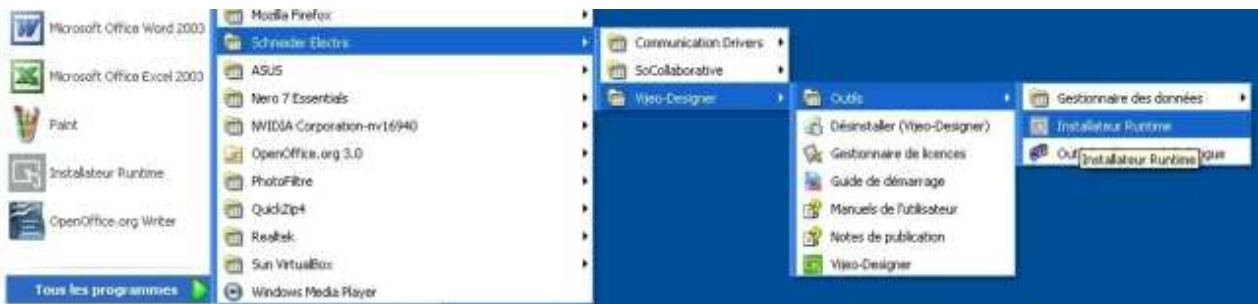 Microsoft Office Word 2003
Microsoft Office Excel 2003
Paint
Installateur Runtime
OpenOffice.org Writer
Tous les programmes
Mozilla Firefox
Schneider Electric
ASUS
Nero 7 Essentials
NVIDIA Corporation-nv16940
OpenOffice.org 3.0
PhotoFiltre
QuickZip4
Realtek
Sun VirtualBox
Windows Media Player
Communication Drivers
SoCollaborative
Vijeo-Designer
Outils
Désinstaller (Vijeo-Designer)
Gestionnaire de licences
Guide de démarrage
Manuels de l'utilisateur
Notes de publication
Vijeo-Designer
Gestionnaire des données
Installateur Runtime
Installateur Runtime